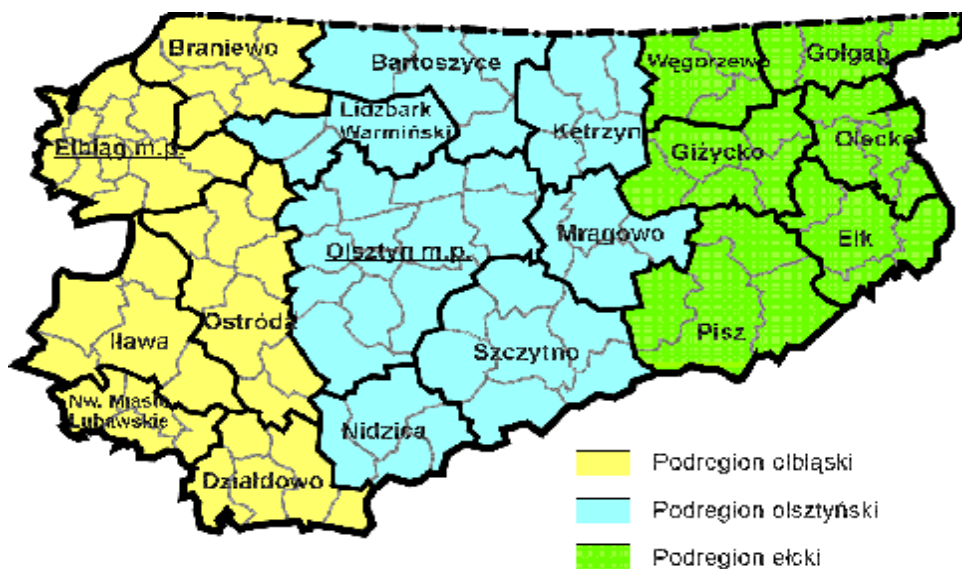 Braniewo
Bartoszyce
Węgorzewo
Gołgap
Lidzbark
Warmiński
Kętrzyn
Elbląg m.p.
Giżycko
Olecko
Olsztyn m.p.
Mrągowo
Ełk
Ostróda
Iława
Szczytno
Pisz
Nw. Miasto
Lubawskie
Nidzica
Działdowo
Podregion elbląski
Podregion olsztyński
Podregion ełcki